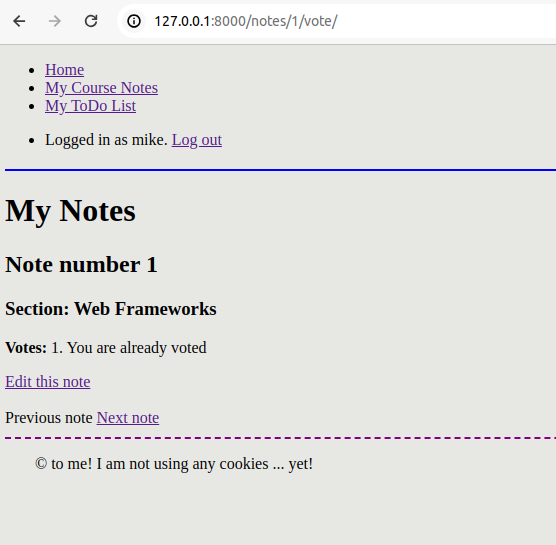 127.0.0.1:8000/notes/1/vote/
Home
My Course Notes
My ToDo List
Logged in as mike. Log out
My Notes
Note number 1
Section: Web Frameworks
Votes: 1. You are already voted
Edit this note
Previous note Next note
© to me! I am not using any cookies ... yet!